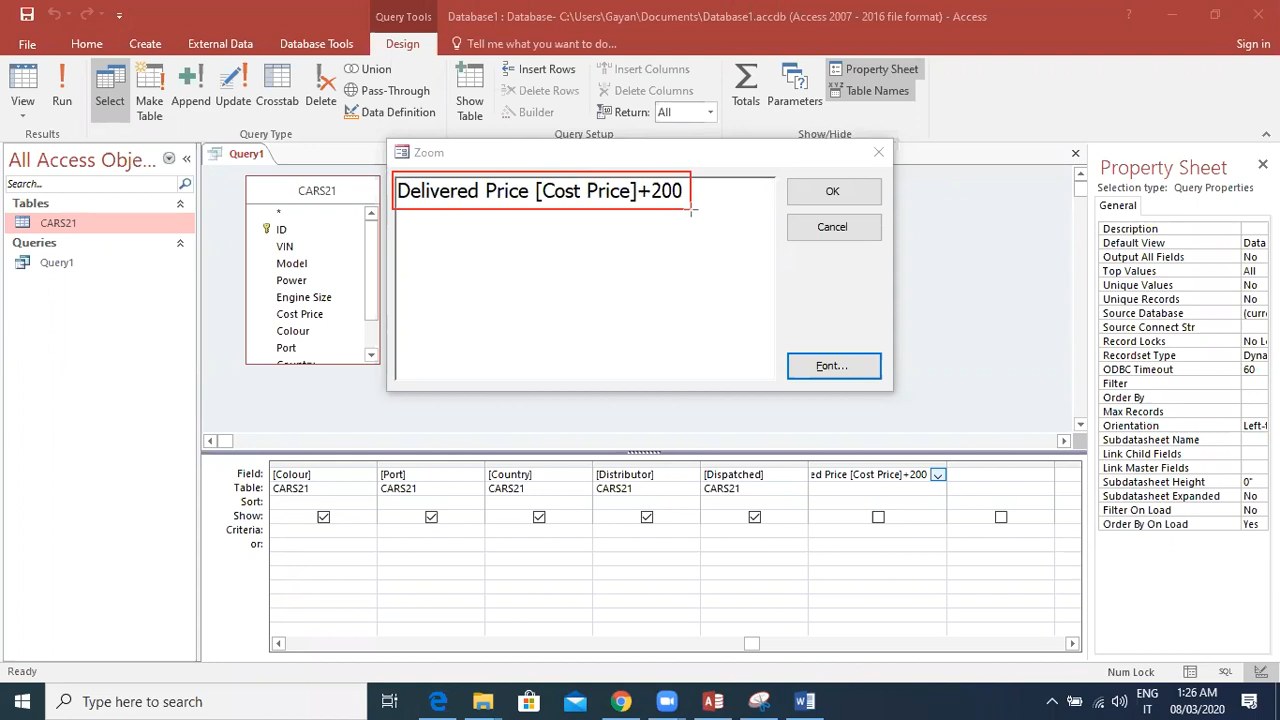 Query Tools
Database1 : Database- C:\Users\Gayan\Documents\Database1.accdb (Access 2007 - 2016 file format) - Access
File Home Create External Data Database Tools Design Tell me what you want to do... Sign in
View Run Select Make Table Append Update Crosstab Delete
Union
Pass-Through
Data Definition
Show Table
Insert Rows
Delete Rows
Builder
Insert Columns
Delete Columns
Return: All
Totals Parameters
Property Sheet
Table Names
Results Query Type Query Setup Show/Hide
All Access Obje...
Search...
Tables
CARS21
Queries
Query1
Query1
CARS21
*
ID
VIN
Model
Power
Engine Size
Cost Price
Colour
Port
Zoom
Delivered Price [Cost Price]+200
OK
Cancel
Font...
Field: [Colour] [Port] [Country] [Distributor] [Dispatched] ed Price [Cost Price]+200
Table: CARS21 CARS21 CARS21 CARS21 CARS21
Sort:
Show:
Criteria:
or:
Property Sheet
Selection type: Query Properties
General
Description
Default View Data
Output All Fields No
Top Values All
Unique Values No
Unique Records No
Source Database (curr
Source Connect Str
Record Locks No L
Recordset Type Dyna
ODBC Timeout 60
Filter
Order By
Max Records
Orientation Left-t
Subdatasheet Name
Link Child Fields
Link Master Fields
Subdatasheet Height 0"
Subdatasheet Expanded No
Filter On Load No
Order By On Load Yes
Ready
Num Lock SQL
Type here to search
ENG
IT
1:26 AM
08/03/2020